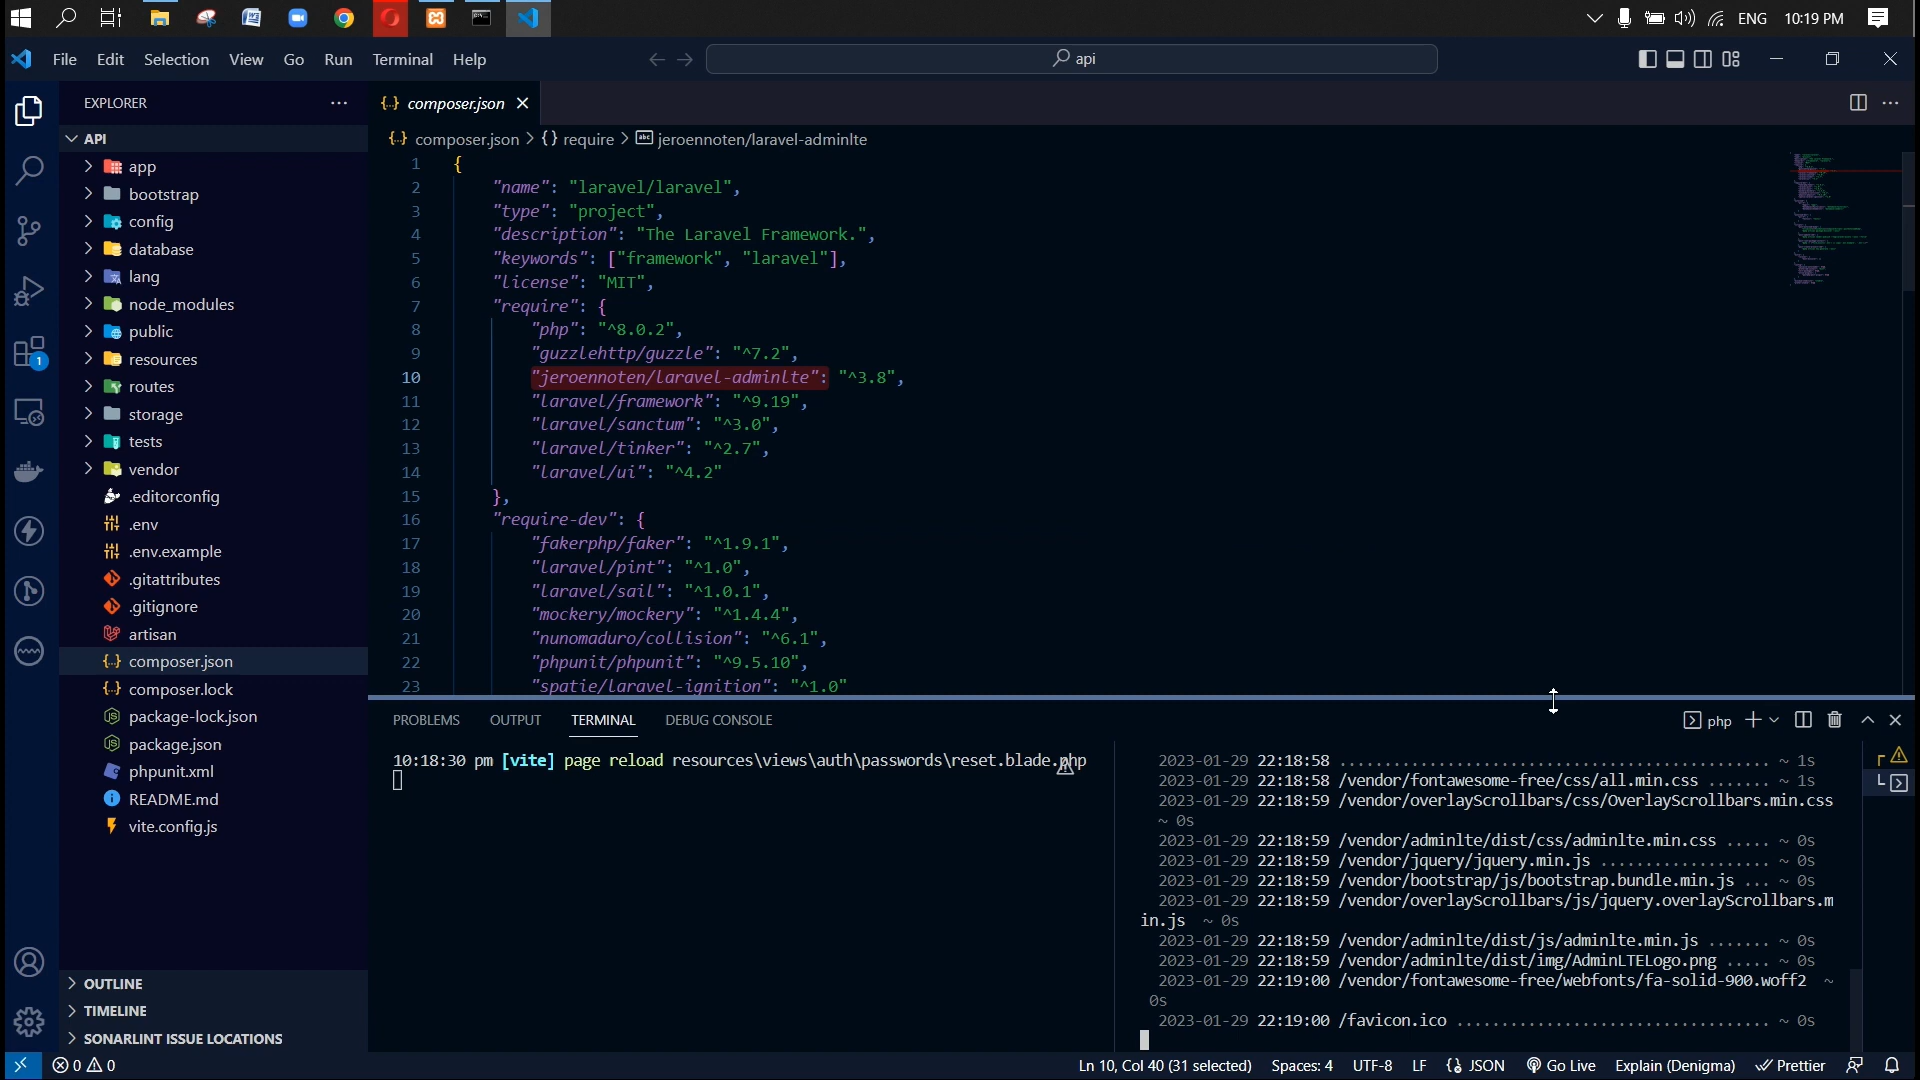 ENG 10:19 PM
File Edit Selection View Go Run Terminal Help
api
EXPLORER
API
app
bootstrap
config
database
lang
node_modules
public
resources
routes
storage
tests
vendor
.editorconfig
.env
.env.example
.gitattributes
.gitignore
artisan
composer.json
composer.lock
package-lock.json
package.json
phpunit.xml
README.md
vite.config.js
OUTLINE
TIMELINE
SONARLINT ISSUE LOCATIONS
1
{..} composer.json
{..} composer.json > {} require > abc jeroennoten/laravel-adminlte
1 {
2 "name": "laravel/laravel",
3 "type": "project",
4 "description": "The Laravel Framework.",
5 "keywords": ["framework", "laravel"],
6 "license": "MIT",
7 "require": {
8 "php": "^8.0.2",
9 "guzzlehttp/guzzle": "^7.2",
10 "jeroennoten/laravel-adminlte": "^3.8",
11 "laravel/framework": "^9.19",
12 "laravel/sanctum": "^3.0",
13 "laravel/tinker": "^2.7",
14 "laravel/ui": "^4.2"
15 },
16 "require-dev": {
17 "fakerphp/faker": "^1.9.1",
18 "laravel/pint": "^1.0",
19 "laravel/sail": "^1.0.1",
20 "mockery/mockery": "^1.4.4",
21 "nunomaduro/collision": "^6.1",
22 "phpunit/phpunit": "^9.5.10",
23 "spatie/laravel-ignition": "^1.0"
PROBLEMS OUTPUT TERMINAL DEBUG CONSOLE
php
10:18:30 pm [vite] page reload resources\views\auth\passwords\reset.blade.php
2023-01-29 22:18:58 ............................................. ~ 1s
2023-01-29 22:18:58 /vendor/fontawesome-free/css/all.min.css ....... ~ 1s
2023-01-29 22:18:59 /vendor/overlayScrollbars/css/OverlayScrollbars.min.css
~ 0s
2023-01-29 22:18:59 /vendor/adminlte/dist/css/adminlte.min.css ..... ~ 0s
2023-01-29 22:18:59 /vendor/jquery/jquery.min.js ................... ~ 0s
2023-01-29 22:18:59 /vendor/bootstrap/js/bootstrap.bundle.min.js ... ~ 0s
2023-01-29 22:18:59 /vendor/overlayScrollbars/js/jquery.overlayScrollbars.m
in.js ~ 0s
2023-01-29 22:18:59 /vendor/adminlte/dist/js/adminlte.min.js ....... ~ 0s
2023-01-29 22:18:59 /vendor/adminlte/dist/img/AdminLTELogo.png ..... ~ 0s
2023-01-29 22:19:00 /vendor/fontawesome-free/webfonts/fa-solid-900.woff2 ~
0s
2023-01-29 22:19:00 /favicon.ico ................................... ~ 0s
0 0 Ln 10, Col 40 (31 selected) Spaces: 4 UTF-8 LF {} JSON Go Live Explain (Denigma) Prettier